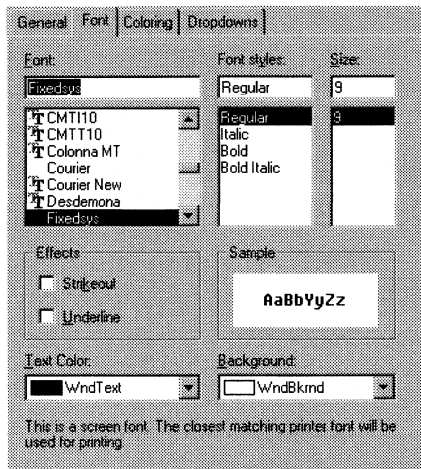 General Font Coloring Dropdowns
Font: Font styles: Size:
Fixedsys Regular 9
CMTI10
CMTT10
Colonna MT
Courier
Courier New
Desdemona
Fixedsys
Regular
Italic
Bold
Bold Italic
9
Effects
Strikeout
Underline
Sample
AaBbYyZz
Text Color: Background:
WndText WndBkrnd
This is a screen font. The closest matching printer font will be
used for printing.